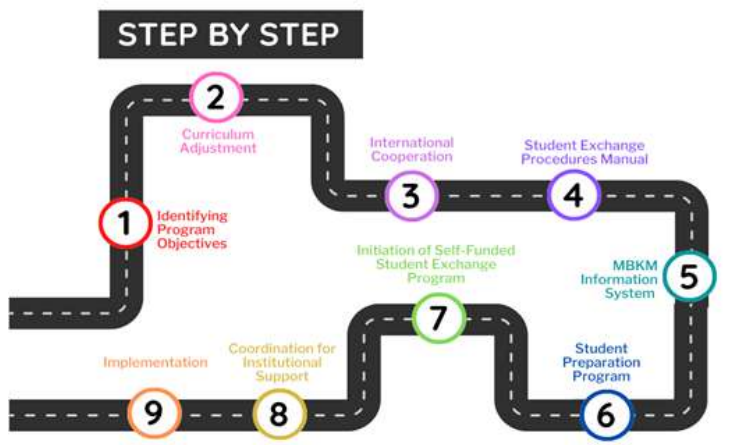 STEP BY STEP
1
Identifying
Program
Objectives
2
Curriculum
Adjustment
3
International
Cooperation
4
Student Exchange
Procedures Manual
5
MBKM
Information
System
6
Student
Preparation
Program
7
Initiation of Self-Funded
Student Exchange
Program
8
Coordination for
Institutional
Support
9
Implementation